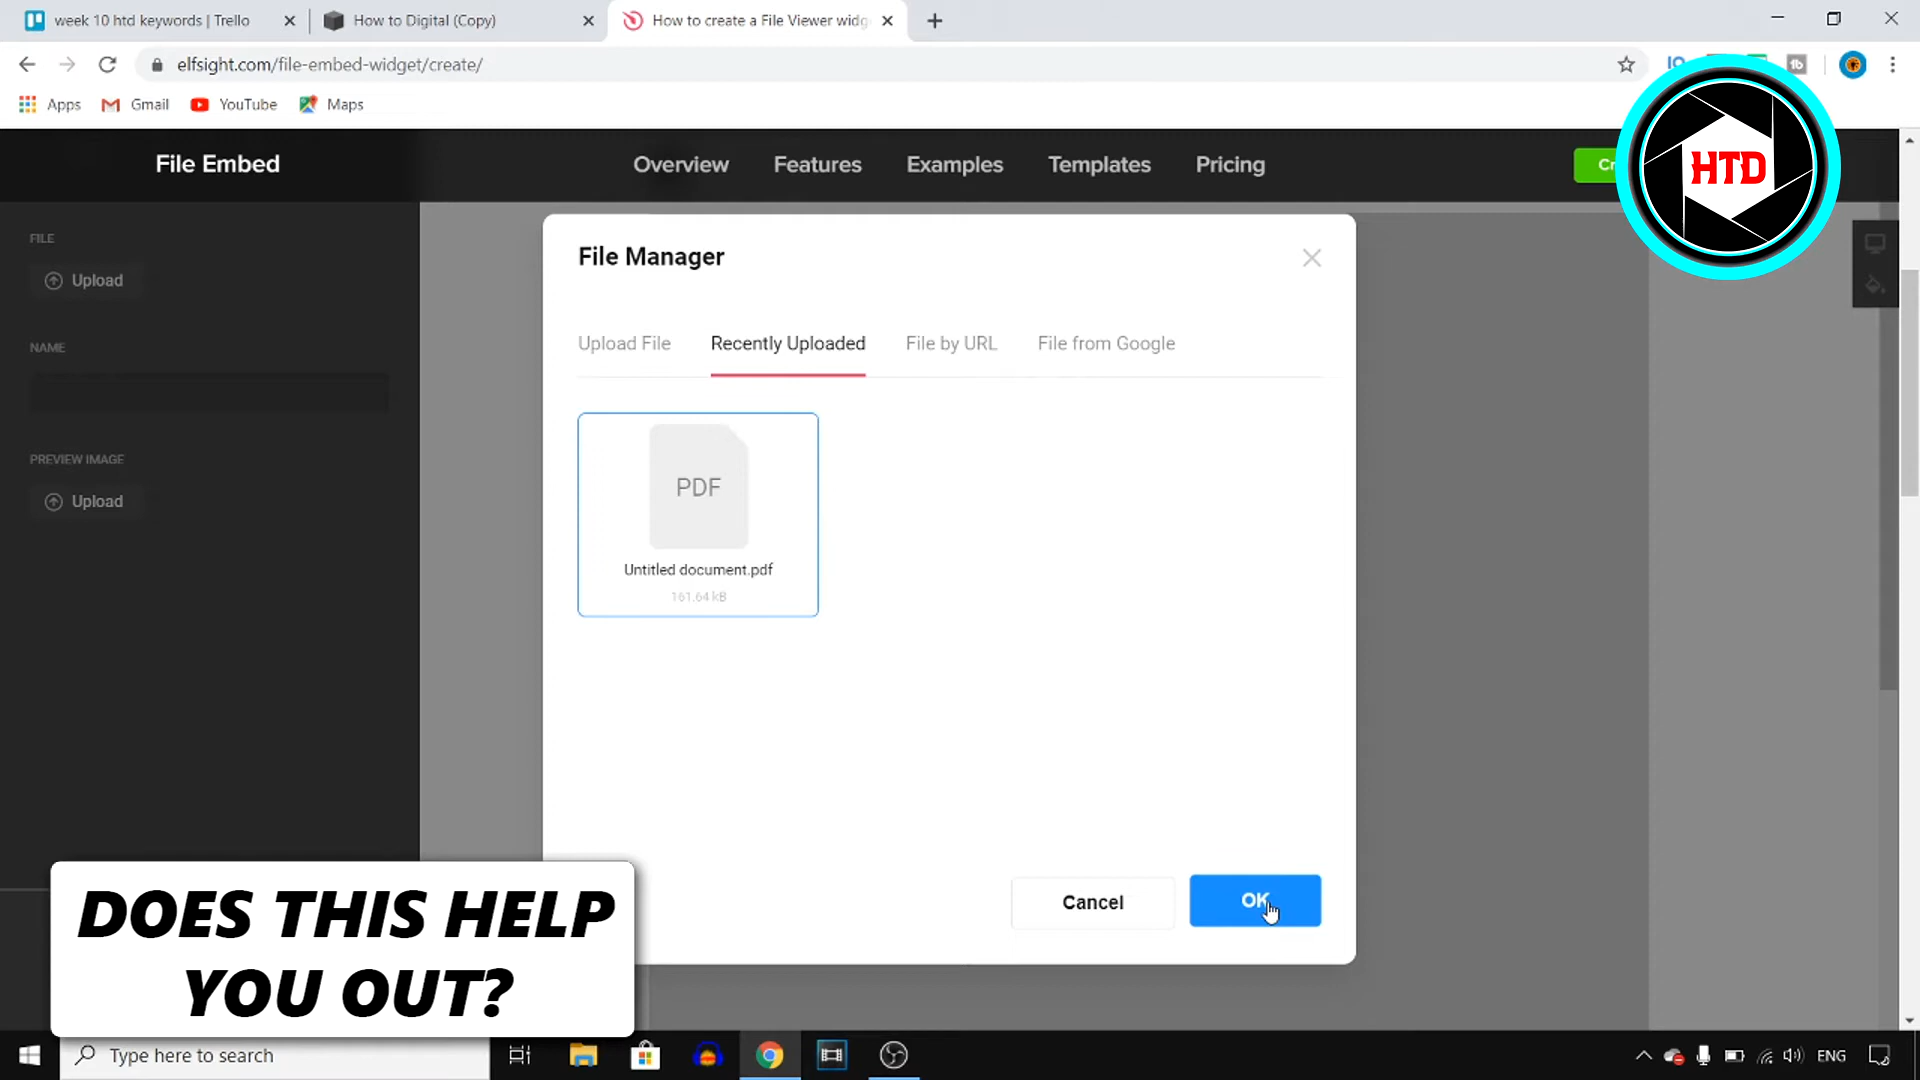 week 10 htd keywords | Trello
How to Digital (Copy)
How to create a File Viewer widg
elfsight.com/file-embed-widget/create/
Apps
Gmail
YouTube
Maps
File Embed
Overview
Features
Examples
Templates
Pricing
HTD
FILE
Upload
NAME
PREVIEW IMAGE
Upload
File Manager
Upload File
Recently Uploaded
File by URL
File from Google
PDF
Untitled document.pdf
161.64 kB
Cancel
OK
DOES THIS HELP
YOU OUT?
Type here to search
ENG